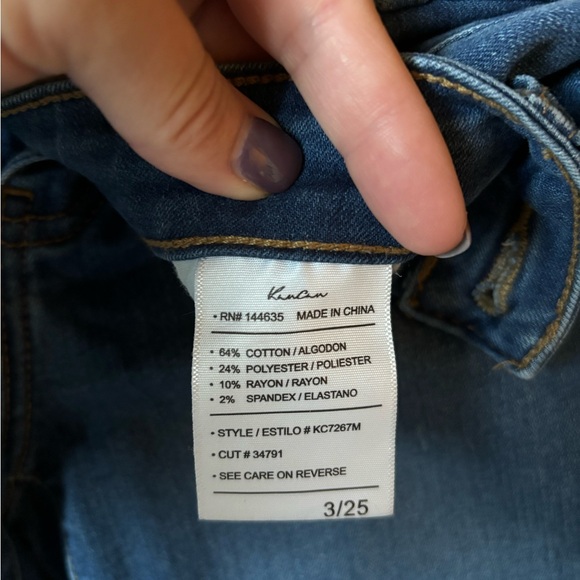 KanCan
• RN# 144635 MADE IN CHINA
• 64% COTTON / ALGODON
• 24% POLYESTER / POLIESTER
• 10% RAYON / RAYON
• 2% SPANDEX / ELASTANO
• STYLE / ESTILO # KC7267M
• CUT # 34791
• SEE CARE ON REVERSE
3/25